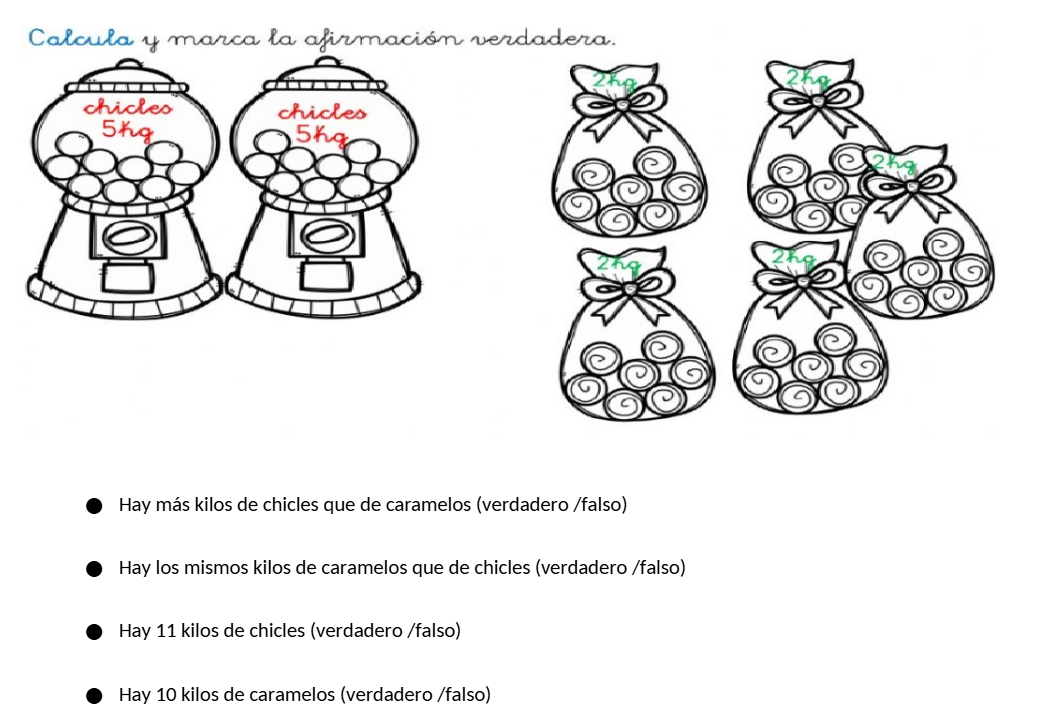 Calcula y marca la afirmación verdadera.
chicles
5kg
chicles
5kg
2kg
2kg
2kg
2kg
2kg
● Hay más kilos de chicles que de caramelos (verdadero /falso)
● Hay los mismos kilos de caramelos que de chicles (verdadero /falso)
● Hay 11 kilos de chicles (verdadero /falso)
● Hay 10 kilos de caramelos (verdadero /falso)